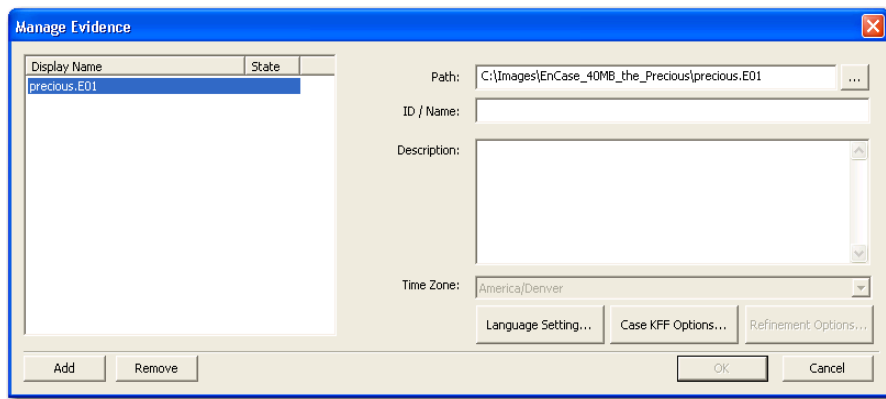 Manage Evidence
Display Name State
precious.E01
Path: C:\Images\EnCase_40MB_the_Precious\precious.E01 ...
ID / Name:
Description:
Time Zone: America/Denver
Language Setting... Case KFF Options... Refinement Options...
Add Remove OK Cancel